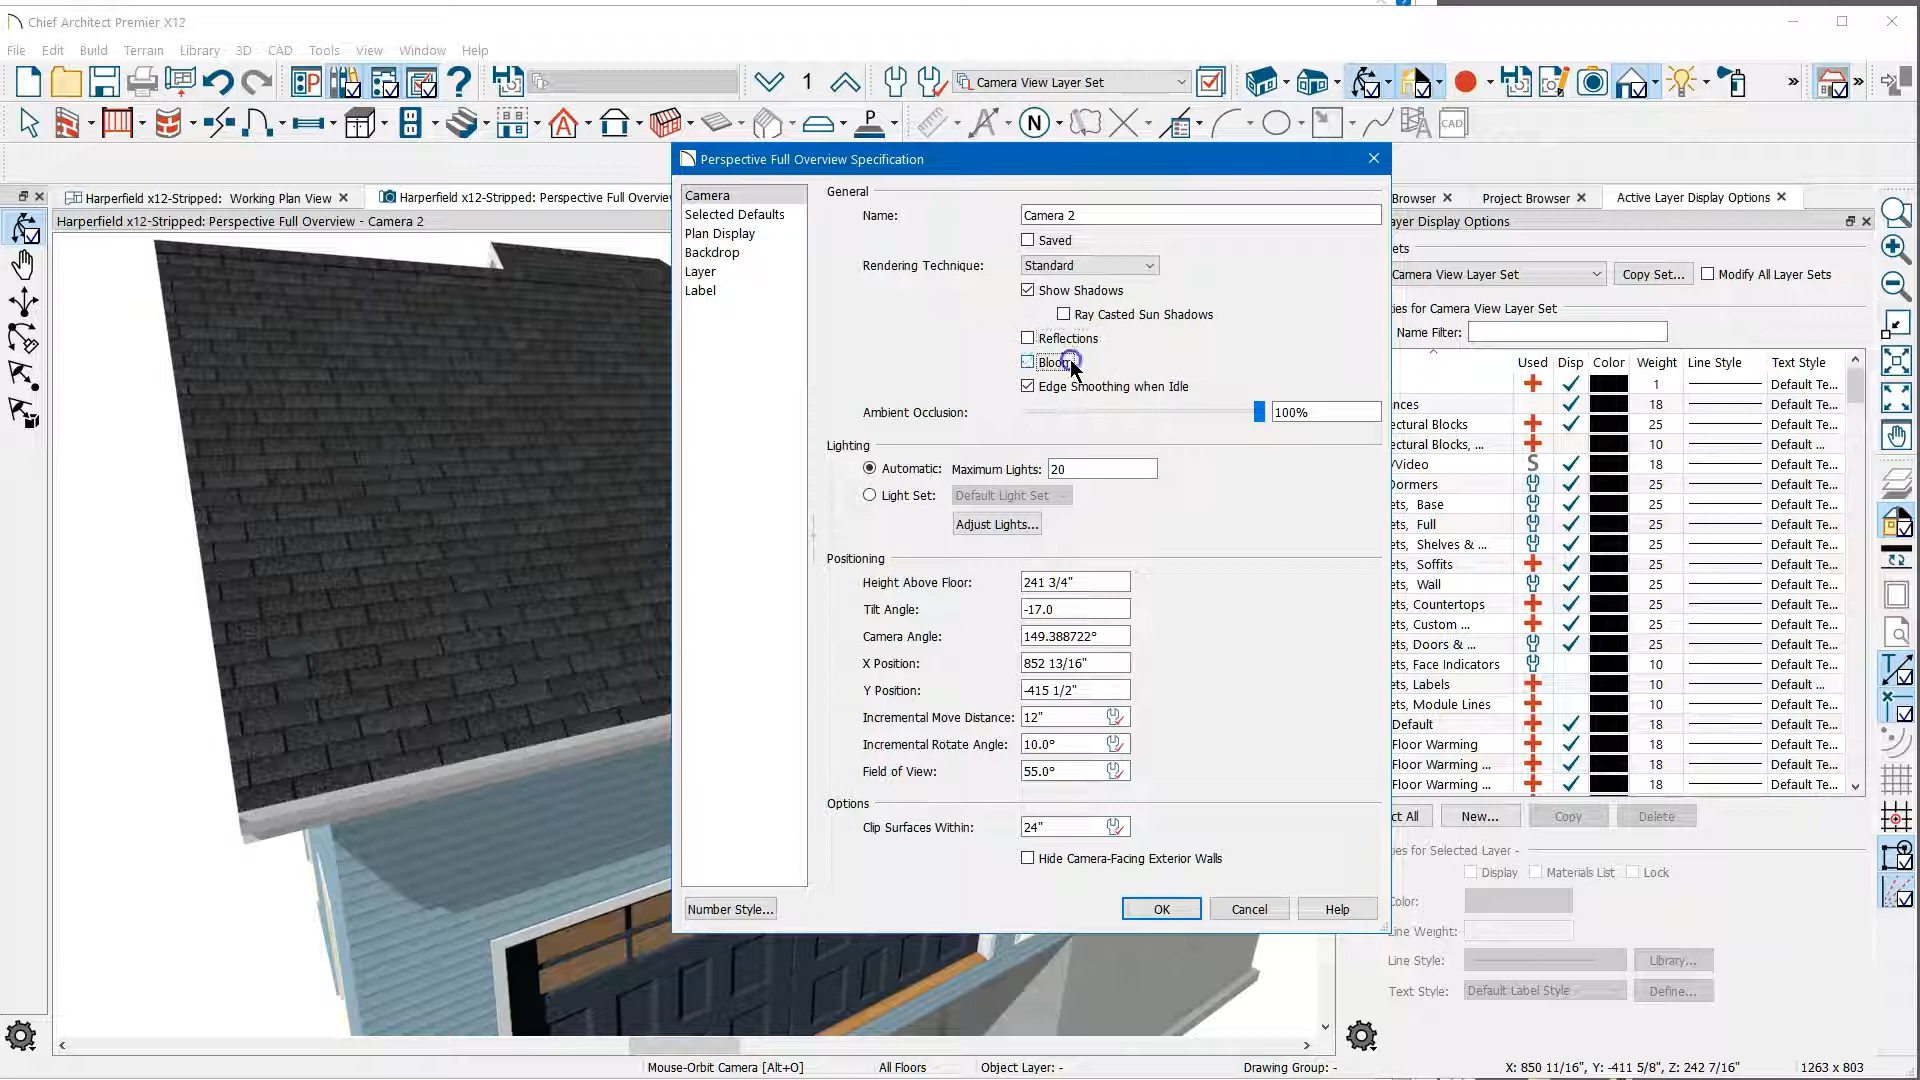 Chief Architect Premier X12
File Edit Build Terrain Library 3D CAD Tools View Window Help
1 Camera View Layer Set
N P CAD
Harperfield x12-Stripped: Working Plan View
Harperfield x12-Stripped: Perspective Full Overview
Harperfield x12-Stripped: Perspective Full Overview - Camera 2
Perspective Full Overview Specification
Camera
Selected Defaults
Plan Display
Backdrop
Layer
Label
General
Name: Camera 2
Saved
Rendering Technique: Standard
Show Shadows
Ray Casted Sun Shadows
Reflections
Edge Smoothing when Idle
Ambient Occlusion: 100%
Lighting
Automatic: Maximum Lights: 20
Light Set: Default Light Set
Adjust Lights...
Positioning
Height Above Floor: 241 3/4"
Tilt Angle: -17.0
Camera Angle: 149.388722°
X Position: 852 13/16"
Y Position: -415 1/2"
Incremental Move Distance: 12"
Incremental Rotate Angle: 10.0°
Field of View: 55.0°
Options
Clip Surfaces Within: 24"
Hide Camera-Facing Exterior Walls
Number Style... OK Cancel Help
Browser Project Browser Active Layer Display Options
ayer Display Options
ets
Camera View Layer Set Copy Set... Modify All Layer Sets
ies for Camera View Layer Set
Name Filter:
Used Disp Color Weight Line Style Text Style
1 Default Te...
nces 18 Default Te...
ectural Blocks 25 Default Te...
ectural Blocks, ... 10 Default ...
/Video S 18 Default Te...
Dormers 25 Default Te...
ets, Base 25 Default Te...
ets, Full 25 Default Te...
ets, Shelves & ... 25 Default Te...
ets, Soffits 25 Default Te...
ets, Wall 25 Default Te...
ets, Countertops 25 Default Te...
ets, Custom ... 25 Default Te...
ets, Doors & ... 25 Default Te...
ets, Face Indicators 10 Default Te...
ets, Labels 10 Default ...
ets, Module Lines 10 Default Te...
Default 18 Default Te...
Floor Warming 18 Default Te...
Floor Warming ... 18 Default Te...
Floor Warming ... 18 Default Te...
ct All New... Copy Delete
ies for Selected Layer -
Display Materials List Lock
Color:
Line Weight:
Line Style: Library...
Text Style: Default Label Style Define...
Mouse-Orbit Camera [Alt+O] All Floors Object Layer: - Drawing Group: - X: 850 11/16", Y: -411 5/8", Z: 242 7/16" 1263 x 803